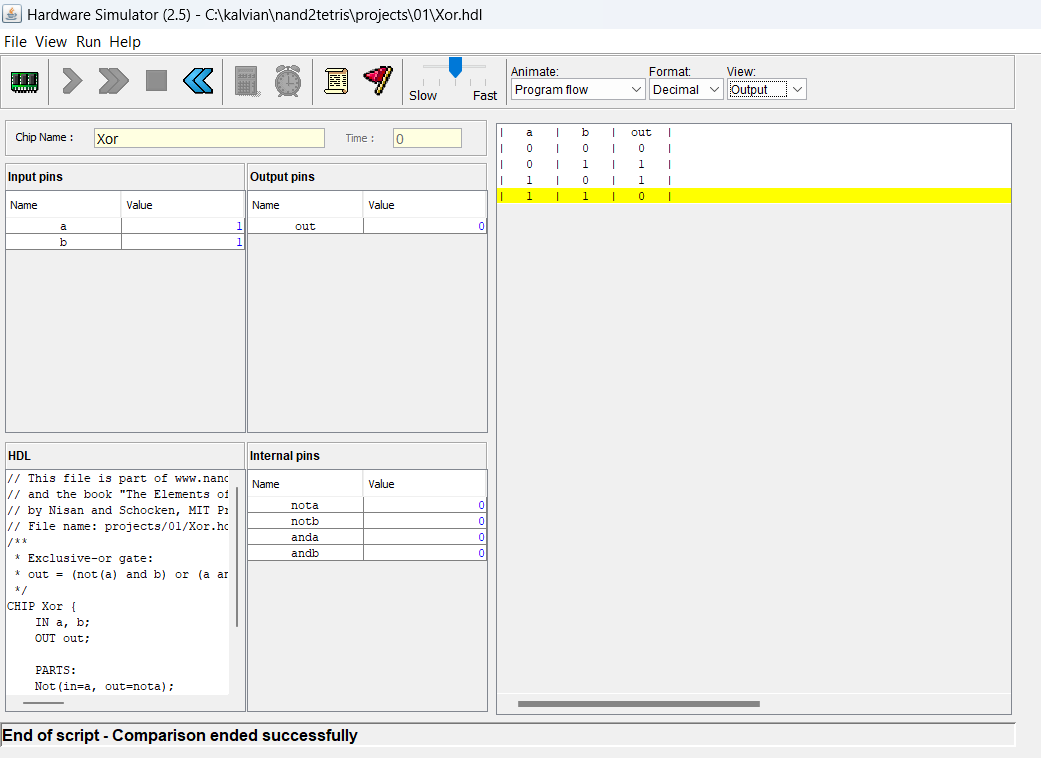 Hardware Simulator (2.5) - C:\kalvian\nand2tetris\projects\01\Xor.hdl
File View Run Help
Slow Fast
Animate: Format: View:
Program flow Decimal Output
Chip Name : Xor Time : 0
Input pins
Name Value
a 1
b 1
Output pins
Name Value
out 0
| a | b | out |
| 0 | 0 | 0 |
| 0 | 1 | 1 |
| 1 | 0 | 1 |
| 1 | 1 | 0 |
HDL
// This file is part of www.nand
// and the book "The Elements of
// by Nisan and Schocken, MIT Pr
// File name: projects/01/Xor.hd
/**
* Exclusive-or gate:
* out = (not(a) and b) or (a an
*/
CHIP Xor {
IN a, b;
OUT out;
PARTS:
Not(in=a, out=nota);
Internal pins
Name Value
nota 0
notb 0
anda 0
andb 0
End of script - Comparison ended successfully